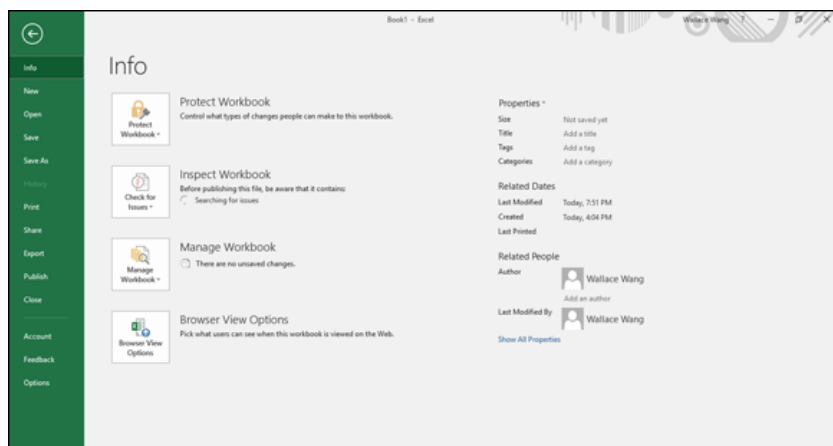 Book1 - Excel
Wallace Wang ?
Info
New
Open
Save
Save As
History
Print
Share
Export
Publish
Close
Account
Feedback
Options
Info
Protect Workbook
Protect Workbook
Control what types of changes people can make to this workbook.
Check for Issues
Inspect Workbook
Before publishing this file, be aware that it contains:
Searching for issues
Manage Workbook
Manage Workbook
There are no unsaved changes.
Browser View Options
Browser View Options
Pick what users can see when this workbook is viewed on the Web.
Properties
Size Not saved yet
Title Add a title
Tags Add a tag
Categories Add a category
Related Dates
Last Modified Today, 7:51 PM
Created Today, 4:04 PM
Last Printed
Related People
Author Wallace Wang
Add an author
Last Modified By Wallace Wang
Show All Properties